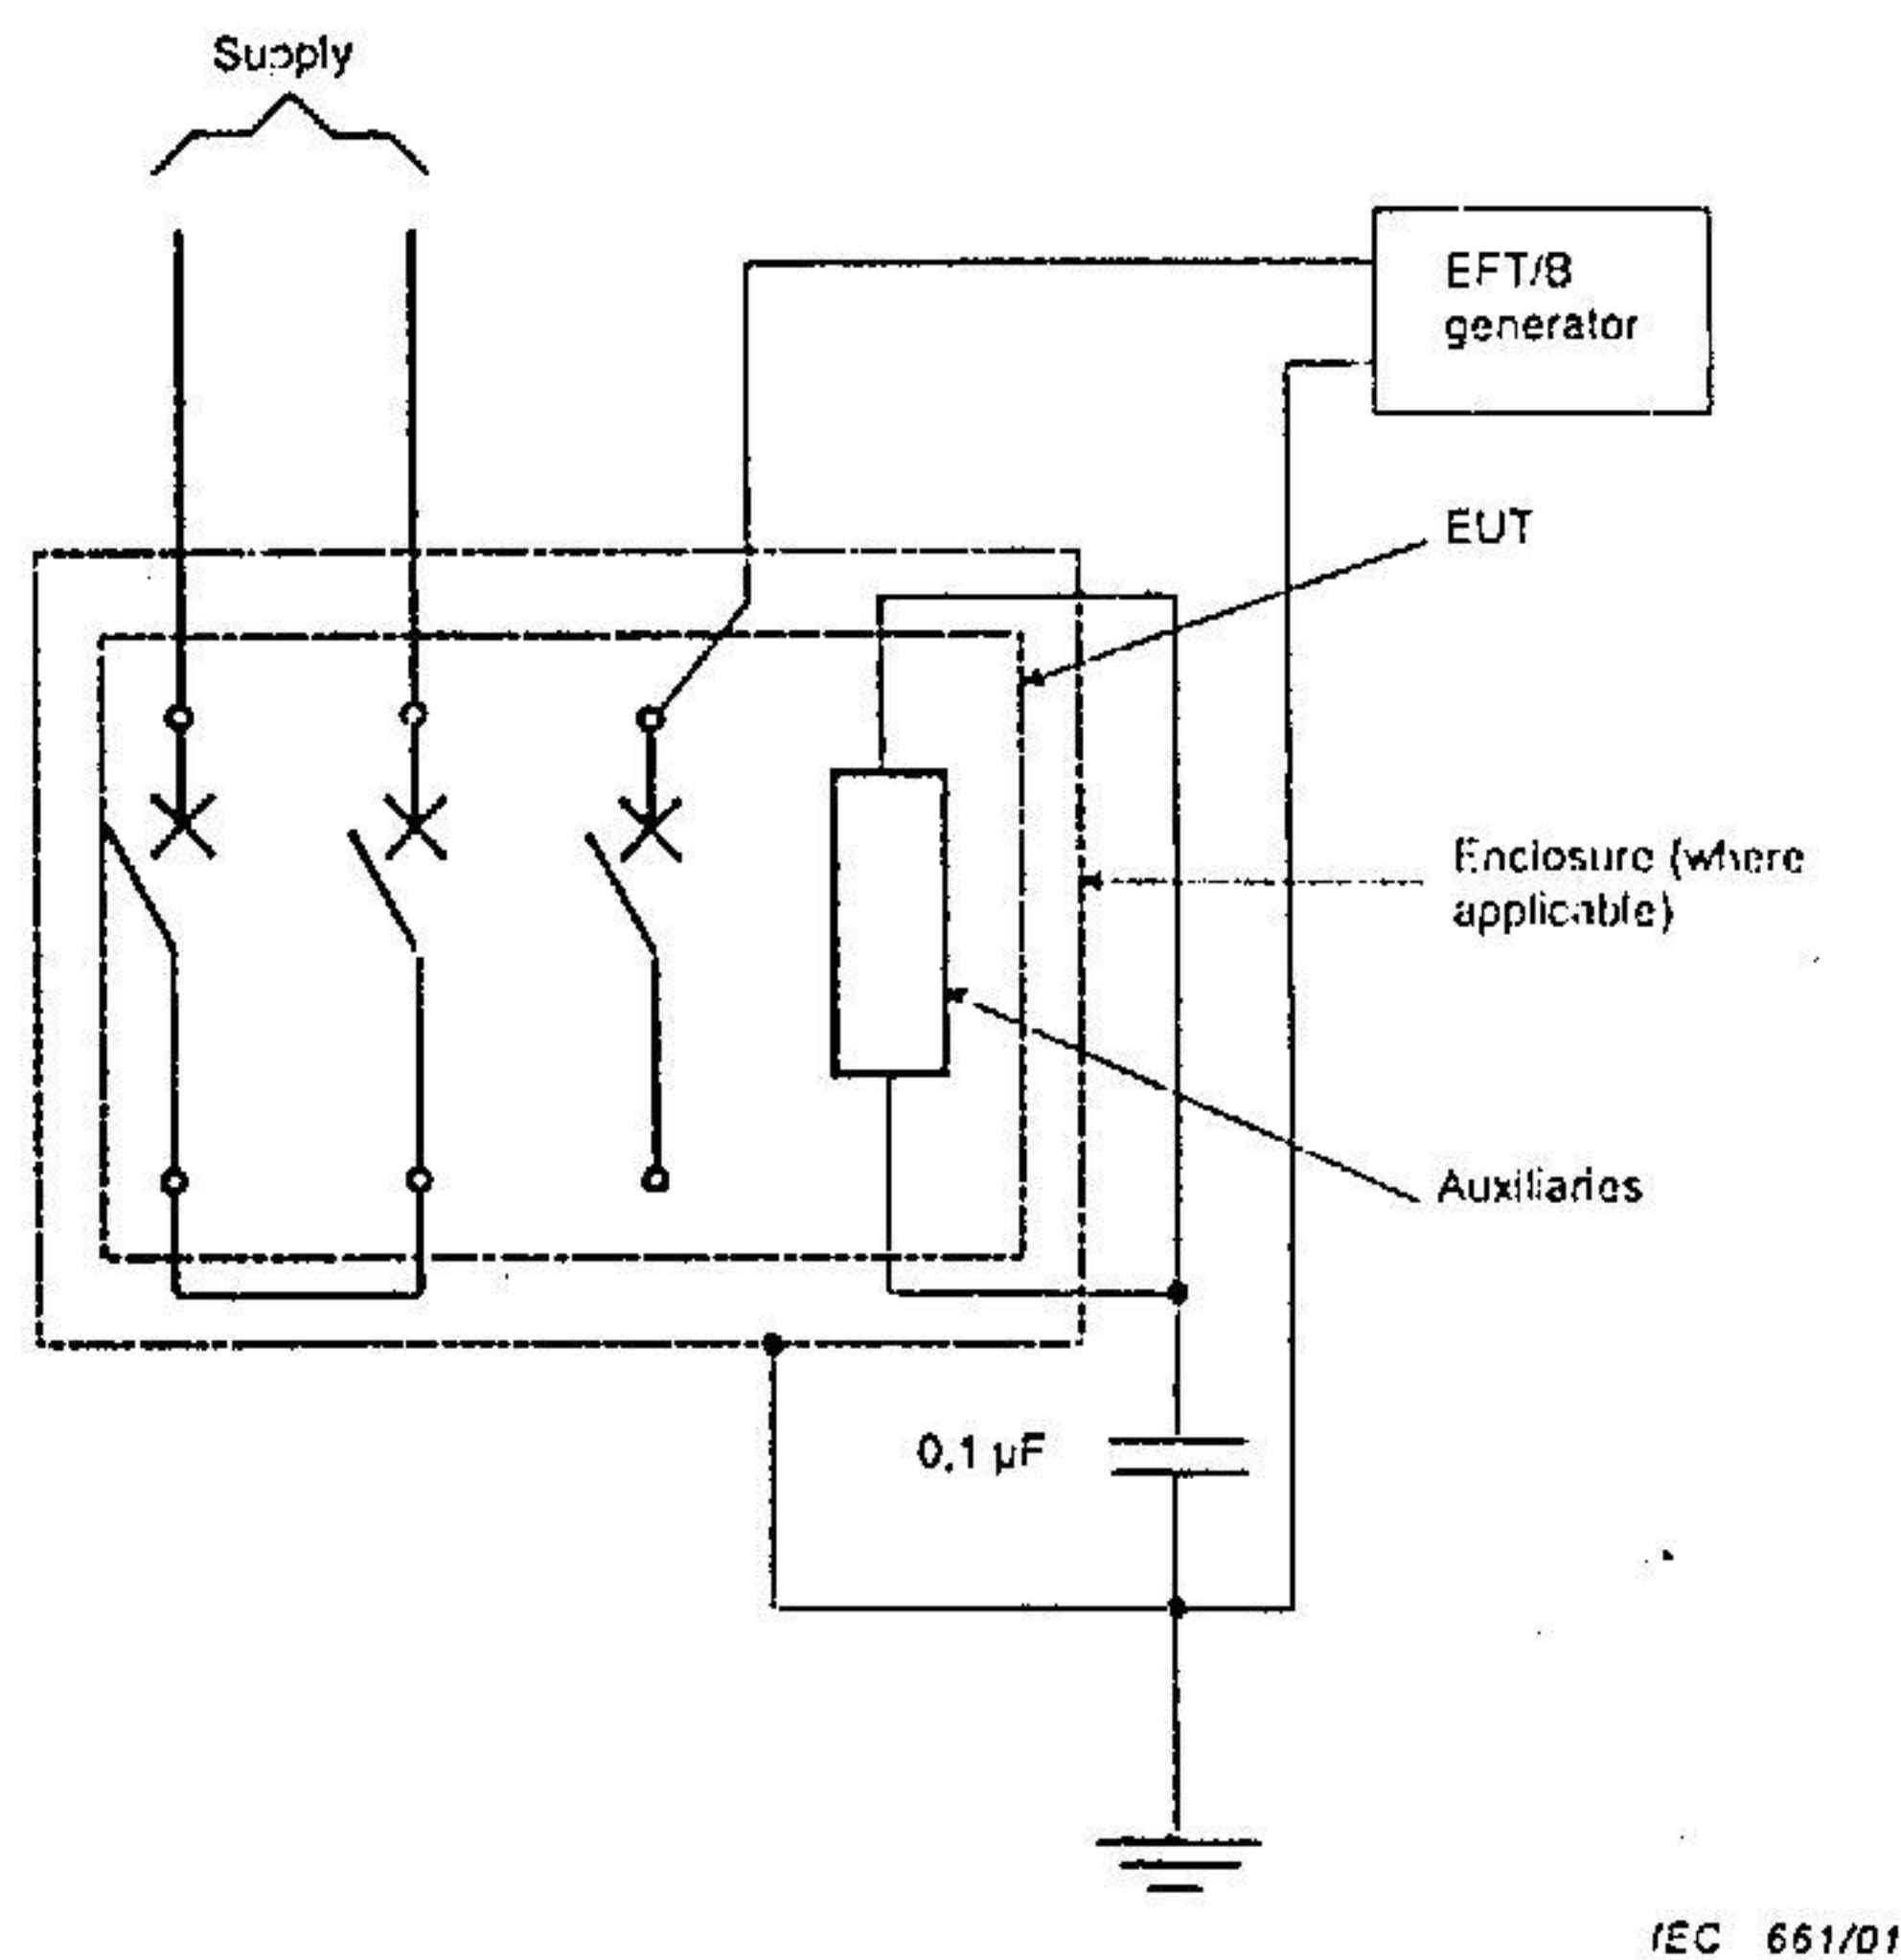 Supply
EFT/B
generator
EUT
Enclosure (where
applicable)
Auxiliaries
0,1 µF
IEC 661/01